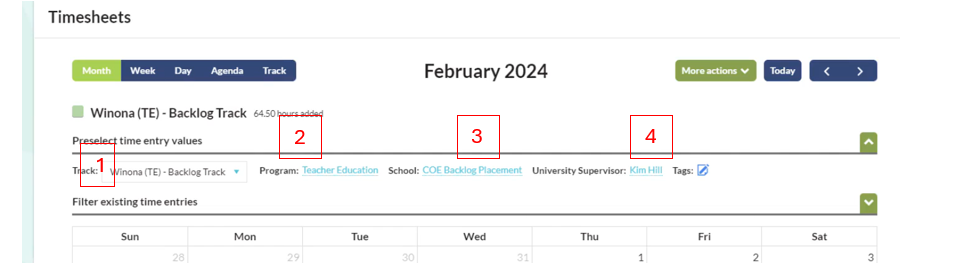 Timesheets
Month Week Day Agenda Track February 2024 More actions Today
Winona (TE) - Backlog Track 64.50 hours added
2 3 4
Preselect time entry values
1
Track: Winona (TE) - Backlog Track Program: Teacher Education School: COE Backlog Placement University Supervisor: Kim Hill Tags:
Filter existing time entries
Sun Mon Tue Wed Thu Fri Sat
28 29 30 31 1 2 3